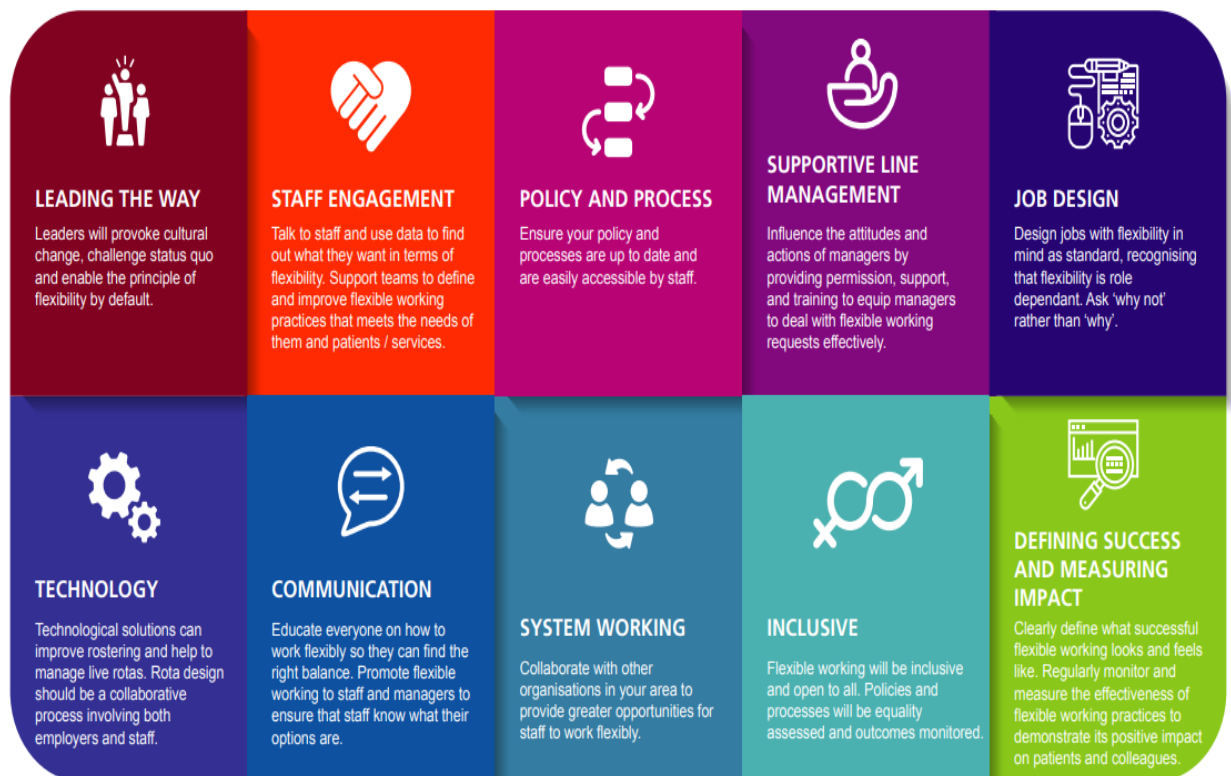 LEADING THE WAY
Leaders will provoke cultural
change, challenge status quo
and enable the principle of
flexibility by default.
STAFF ENGAGEMENT
Talk to staff and use data to find
out what they want in terms of
flexibility. Support teams to define
and improve flexible working
practices that meets the needs of
them and patients / services.
POLICY AND PROCESS
Ensure your policy and
processes are up to date and
are easily accessible by staff.
SUPPORTIVE LINE
MANAGEMENT
Influence the attitudes and
actions of managers by
providing permission, support,
and training to equip managers
to deal with flexible working
requests effectively.
JOB DESIGN
Design jobs with flexibility in
mind as standard, recognising
that flexibility is role
dependant. Ask ‘why not’
rather than ‘why’.
TECHNOLOGY
Technological solutions can
improve rostering and help to
manage live rotas. Rota design
should be a collaborative
process involving both
employers and staff.
COMMUNICATION
Educate everyone on how to
work flexibly so they can find the
right balance. Promote flexible
working to staff and managers to
ensure that staff know what their
options are.
SYSTEM WORKING
Collaborate with other
organisations in your area to
provide greater opportunities for
staff to work flexibly.
INCLUSIVE
Flexible working will be inclusive
and open to all. Policies and
processes will be equality
assessed and outcomes monitored.
DEFINING SUCCESS
AND MEASURING
IMPACT
Clearly define what successful
flexible working looks and feels
like. Regularly monitor and
measure the effectiveness of
flexible working practices to
demonstrate its positive impact
on patients and colleagues.